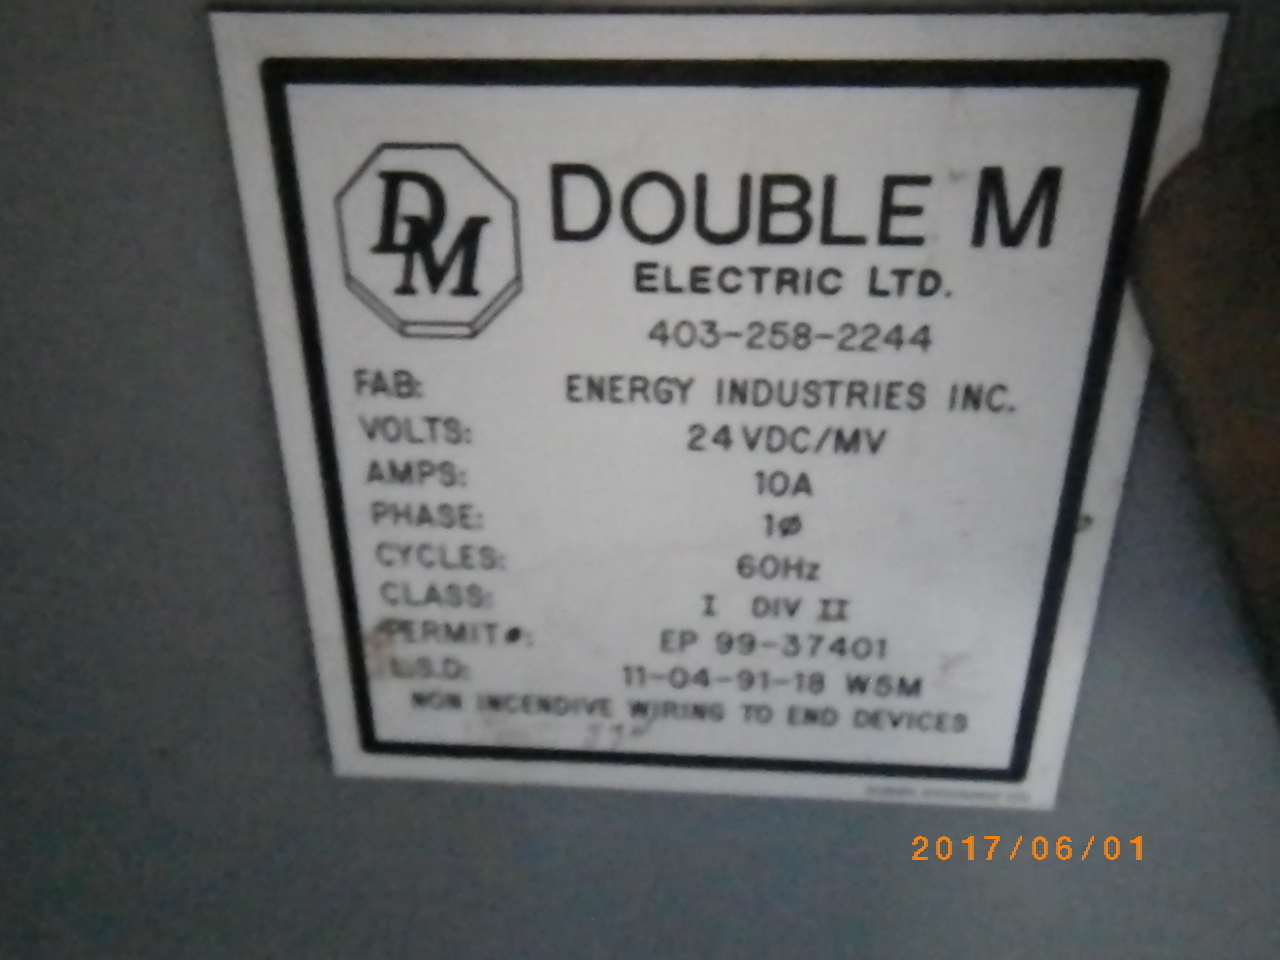 DM
DOUBLE M
ELECTRIC LTD.
403-258-2244
FAB: ENERGY INDUSTRIES INC.
VOLTS: 24VDC/MV
AMPS: 10A
PHASE: 1ø
CYCLES: 60Hz
CLASS: I DIV II
PERMIT#: EP 99-37401
L.S.D: 11-04-91-18 W5M
NON INCENDIVE WIRING TO END DEVICES
2017/06/01